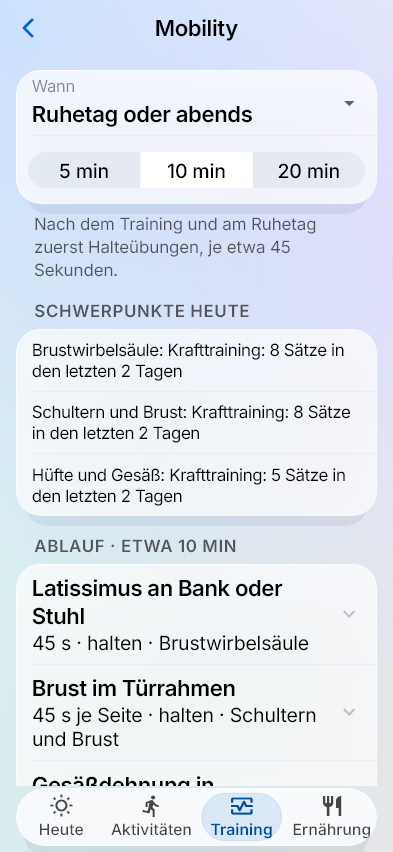 Mobility
Wann
Ruhetag oder abends
5 min
10 min
20 min
Nach dem Training und am Ruhetag
zuerst Halteübungen, je etwa 45
Sekunden.
SCHWERPUNKTE HEUTE
Brustwirbelsäule: Krafttraining: 8 Sätze in
den letzten 2 Tagen
Schultern und Brust: Krafttraining: 8 Sätze
in den letzten 2 Tagen
Hüfte und Gesäß: Krafttraining: 5 Sätze in
den letzten 2 Tagen
ABLAUF · ETWA 10 MIN
Latissimus an Bank oder
Stuhl
45 s · halten · Brustwirbelsäule
Brust im Türrahmen
45 s je Seite · halten · Schultern
und Brust
Gesäßdehnung in
Heute
Aktivitäten
Training
Ernährung